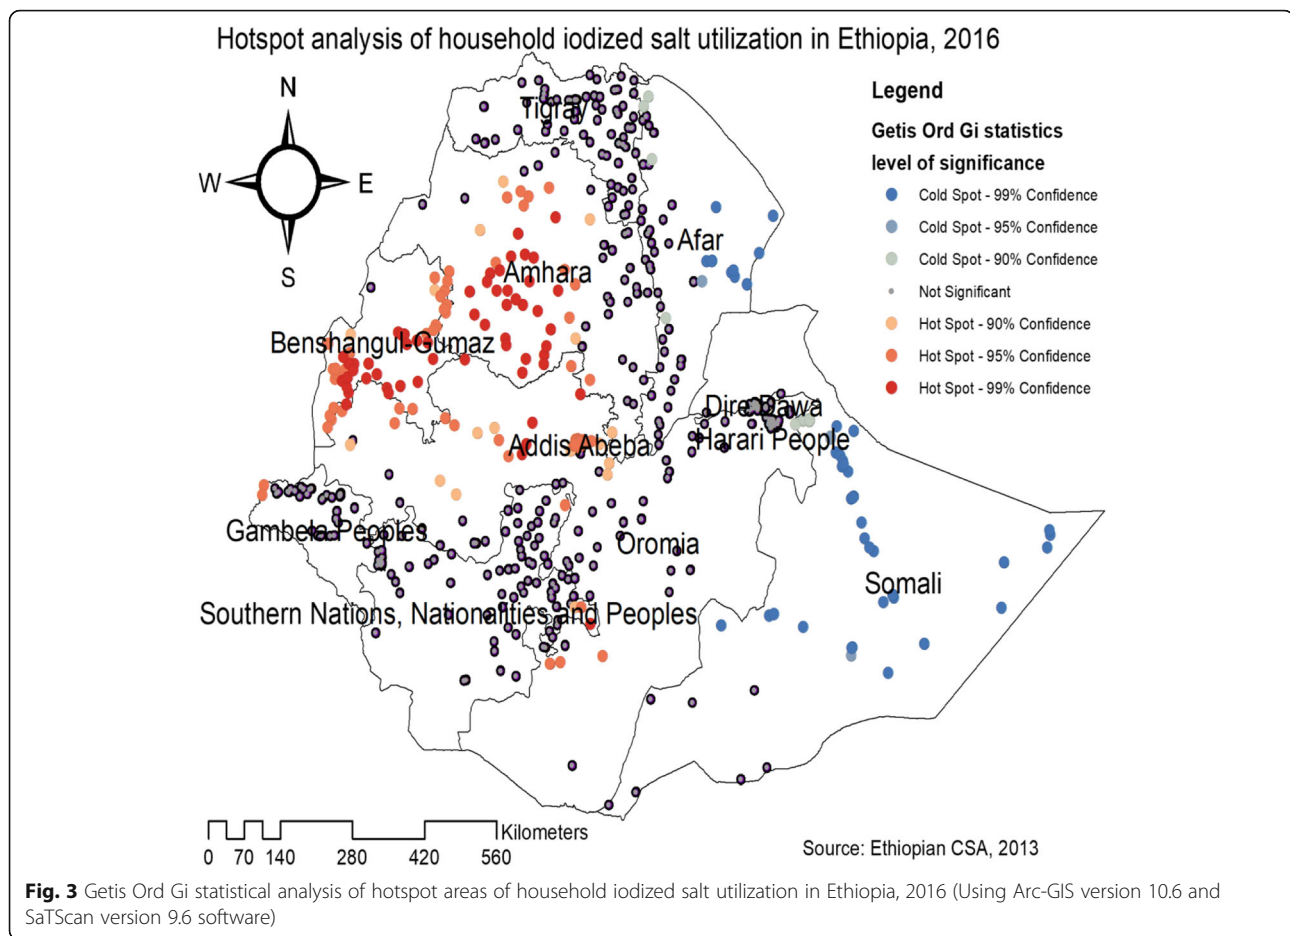 Hotspot analysis of household iodized salt utilization in Ethiopia, 2016
N
W
E
S
Legend
Getis Ord Gi statistics
level of significance
Cold Spot - 99% Confidence
Cold Spot - 95% Confidence
Cold Spot - 90% Confidence
Not Significant
Hot Spot - 90% Confidence
Hot Spot - 95% Confidence
Hot Spot - 99% Confidence
Tigray
Afar
Amhara
Benshangul-Gumaz
Dire Dawa
Harari People
Addis Abeba
Gambela Peoples
Oromia
Somali
Southern Nations, Nationalities and Peoples
Kilometers
0 70 140 280 420 560
Source: Ethiopian CSA, 2013
Fig. 3 Getis Ord Gi statistical analysis of hotspot areas of household iodized salt utilization in Ethiopia, 2016 (Using Arc-GIS version 10.6 and
SaTScan version 9.6 software)